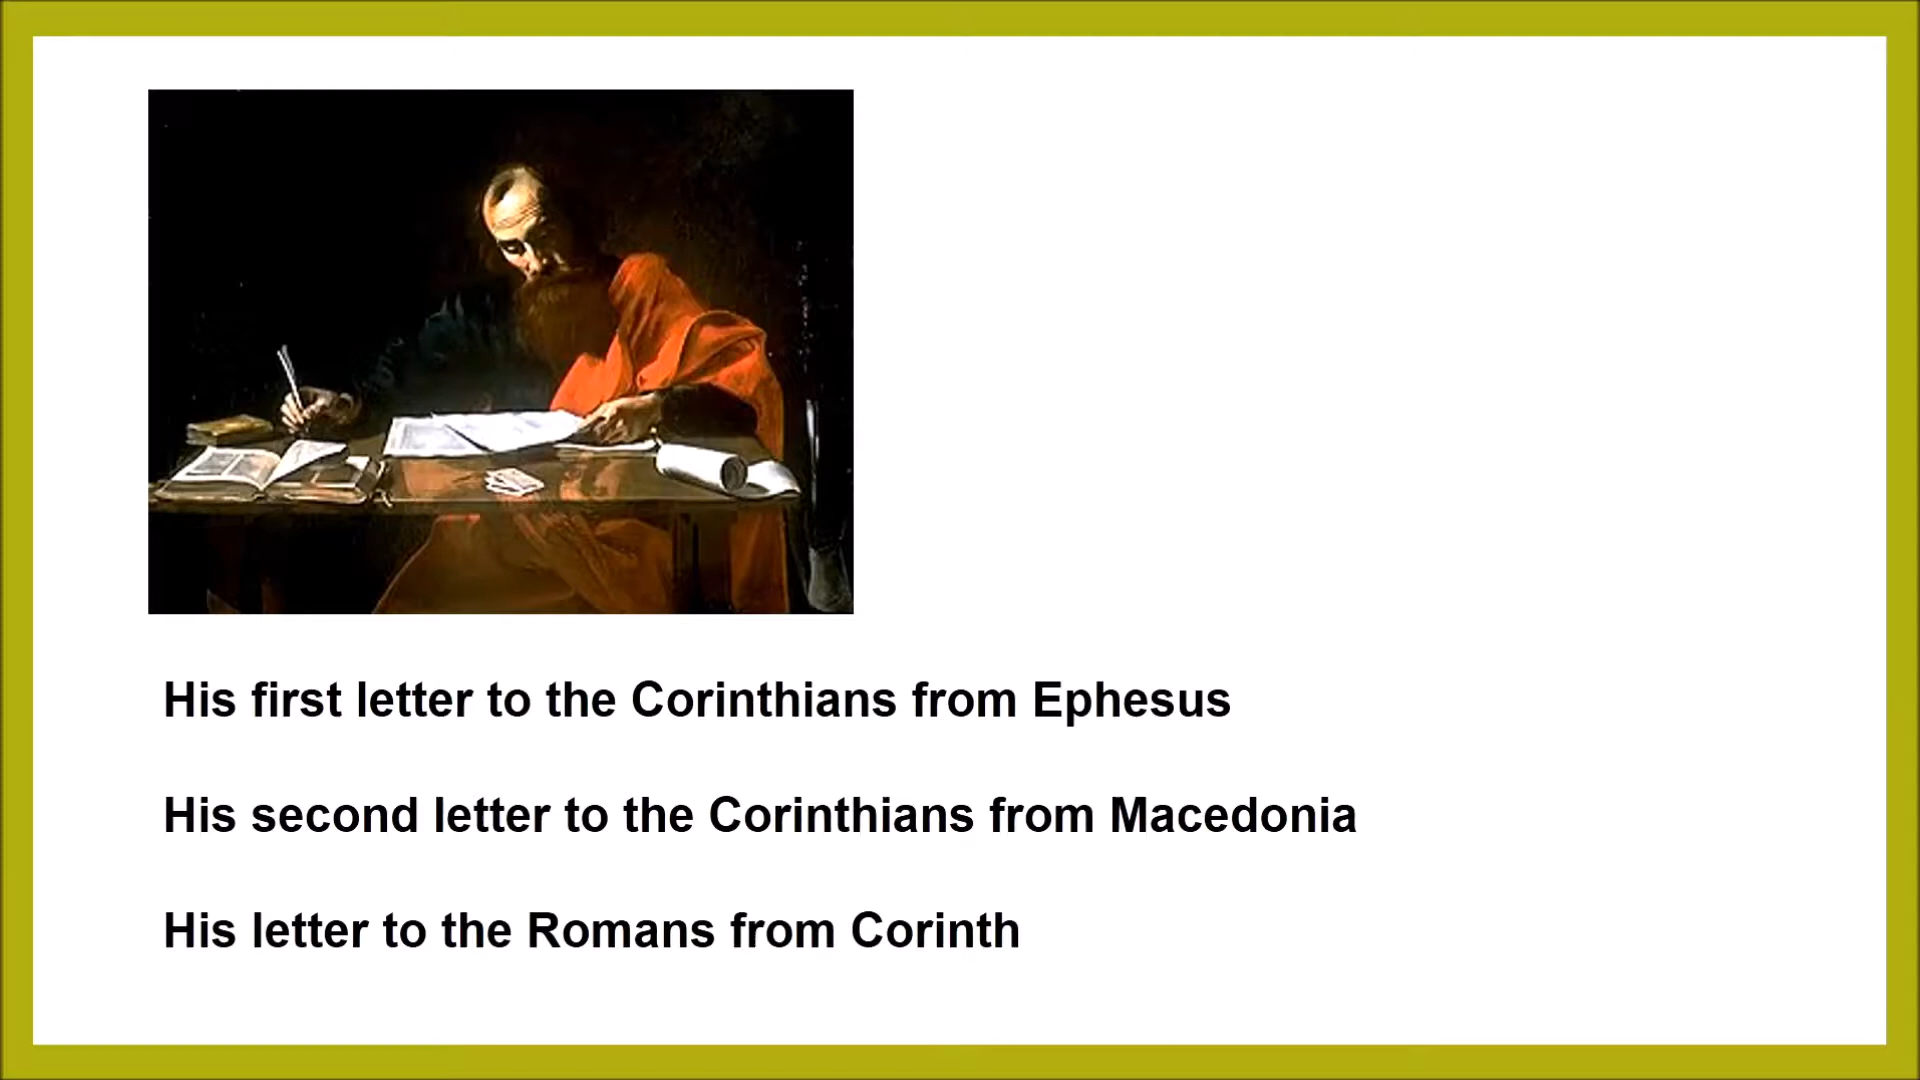 His first letter to the Corinthians from Ephesus
His second letter to the Corinthians from Macedonia
His letter to the Romans from Corinth